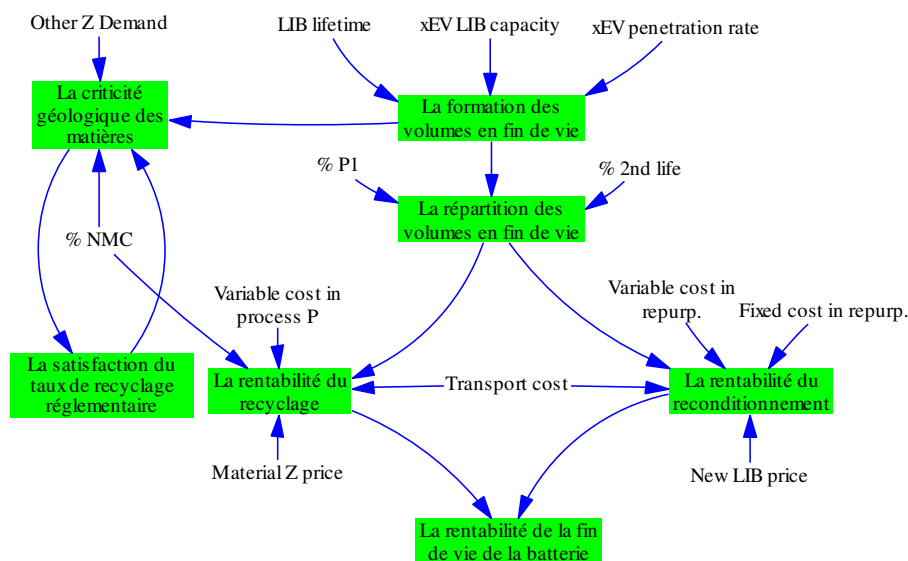 Other Z Demand
LIB lifetime
xEV LIB capacity
xEV penetration rate
La criticité
géologique des
matières
La formation des
volumes en fin de vie
% P1
% 2nd life
La répartition des
volumes en fin de vie
% NMC
Variable cost in
process P
Variable cost in
repurp.
Fixed cost in repurp.
La satisfaction du
taux de recyclage
réglementaire
La rentabilité du
recyclage
Transport cost
La rentabilité du
reconditionnement
Material Z price
New LIB price
La rentabilité de la fin
de vie de la batterie